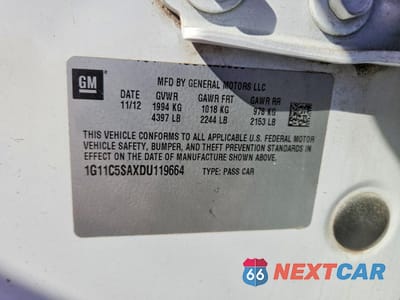 GM
MFD BY GENERAL MOTORS LLC
DATE GVWR GAWR FRT GAWR RR
11/12 1994 KG 1018 KG 976 KG
4397 LB 2244 LB 2153 LB
THIS VEHICLE CONFORMS TO ALL APPLICABLE U.S. FEDERAL MOTOR
VEHICLE SAFETY, BUMPER, AND THEFT PREVENTION STANDARDS IN
EFFECT ON THE DATE OF MANUFACTURE SHOWN ABOVE.
1G11C5SAXDU119664 TYPE: PASS CAR
66 NEXTCAR